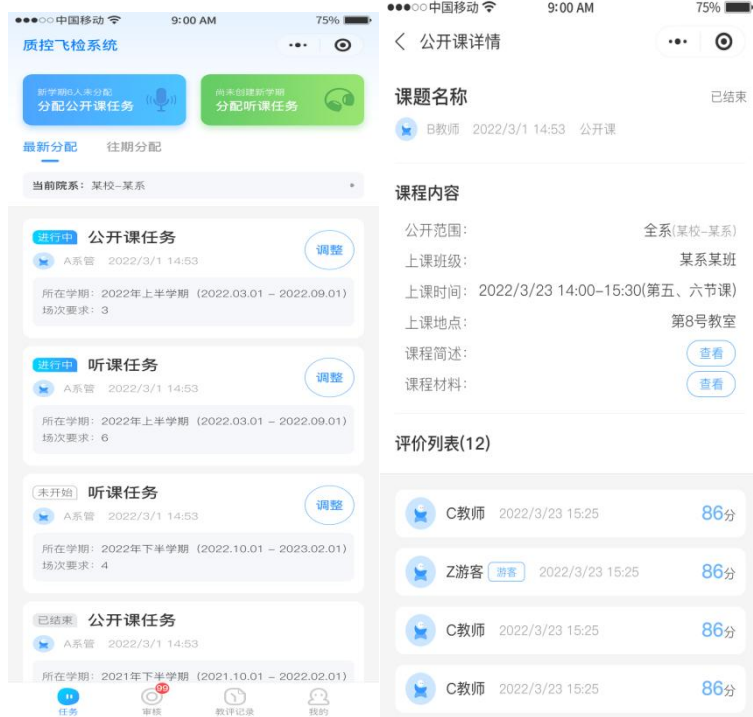 中国移动 9:00 AM 75%
质控飞检系统
新学期6人未分配
分配公开课任务
尚未创建新学期
分配听课任务
最新分配 往期分配
当前院系：某校–某系
进行中 公开课任务
A系管 2022/3/1 14:53
调整
所在学期：2022年上半学期（2022.03.01 – 2022.09.01）
场次要求：3
进行中 听课任务
A系管 2022/3/1 14:53
调整
所在学期：2022年上半学期（2022.03.01 – 2022.09.01）
场次要求：6
未开始 听课任务
A系管 2022/3/1 14:53
调整
所在学期：2022年下半学期（2022.10.01 – 2023.02.01）
场次要求：4
已结束 公开课任务
A系管 2022/3/1 14:53
所在学期：2021年下半学期（2021.10.01 – 2022.02.01）
99
任务 审核 教评记录 我的
中国移动 9:00 AM 75%
公开课详情
课题名称 已结束
B教师 2022/3/1 14:53 公开课
课程内容
公开范围： 全系(某校–某系)
上课班级： 某系某班
上课时间： 2022/3/23 14:00–15:30(第五、六节课)
上课地点： 第8号教室
课程简述： 查看
课程材料： 查看
评价列表(12)
C教师 2022/3/23 15:25 86分
Z游客 游客 2022/3/23 15:25 86分
C教师 2022/3/23 15:25 86分
C教师 2022/3/23 15:25 86分